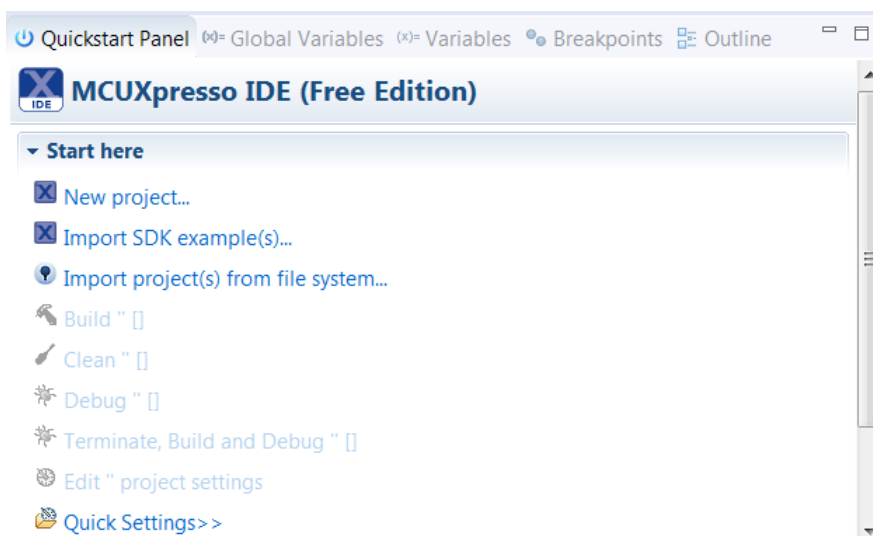 Quickstart Panel (x)= Global Variables (x)= Variables Breakpoints Outline
IDE MCUXpresso IDE (Free Edition)
Start here
New project...
Import SDK example(s)...
Import project(s) from file system...
Build '' []
Clean '' []
Debug '' []
Terminate, Build and Debug '' []
Edit '' project settings
Quick Settings>>